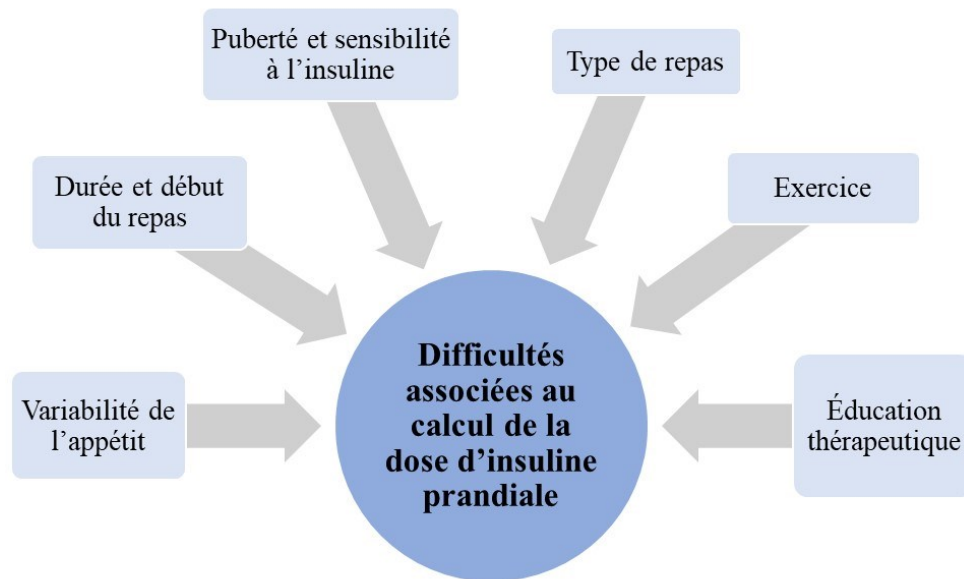 Puberté et sensibilité
à l’insuline
Type de repas
Durée et début
du repas
Exercice
Difficultés
associées au
calcul de la
dose d’insuline
prandiale
Variabilité de
l’appétit
Éducation
thérapeutique